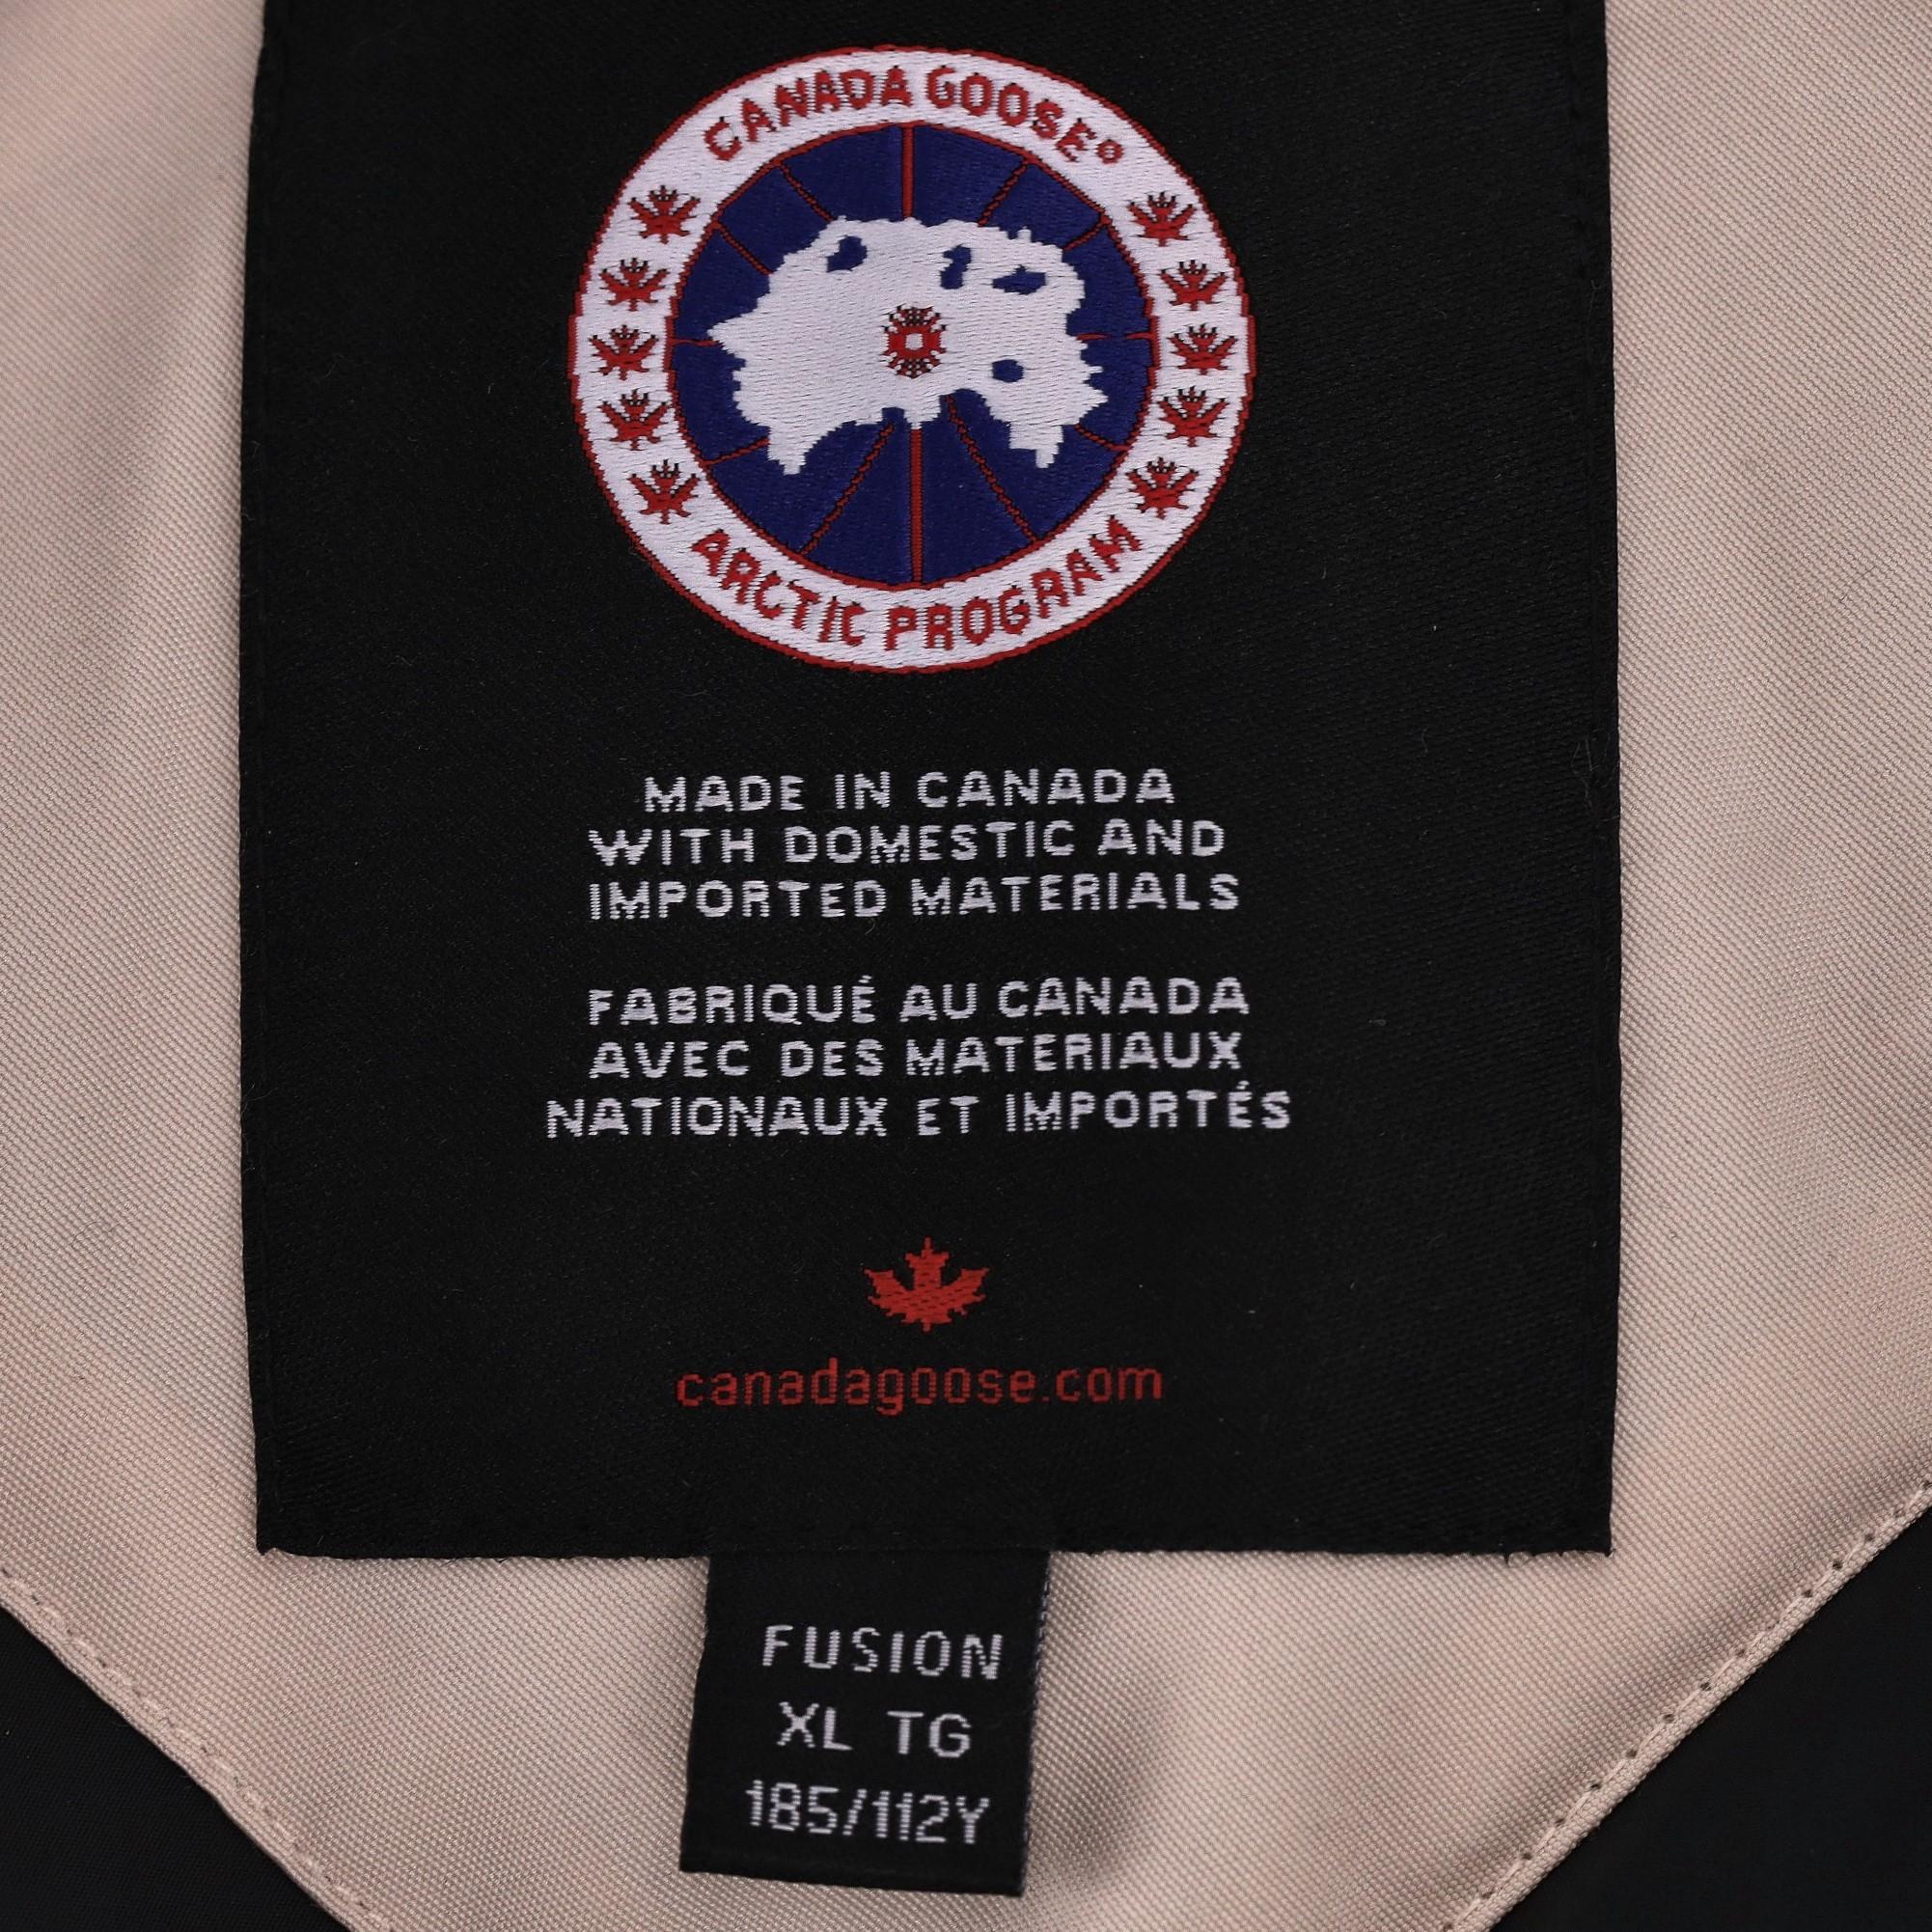 CANADA GOOSE®
ARCTIC PROGRAM
MADE IN CANADA
WITH DOMESTIC AND
IMPORTED MATERIALS
FABRIQUÉ AU CANADA
AVEC DES MATERIAUX
NATIONAUX ET IMPORTÉS
canadagoose.com
FUSION
XL TG
185/112Y